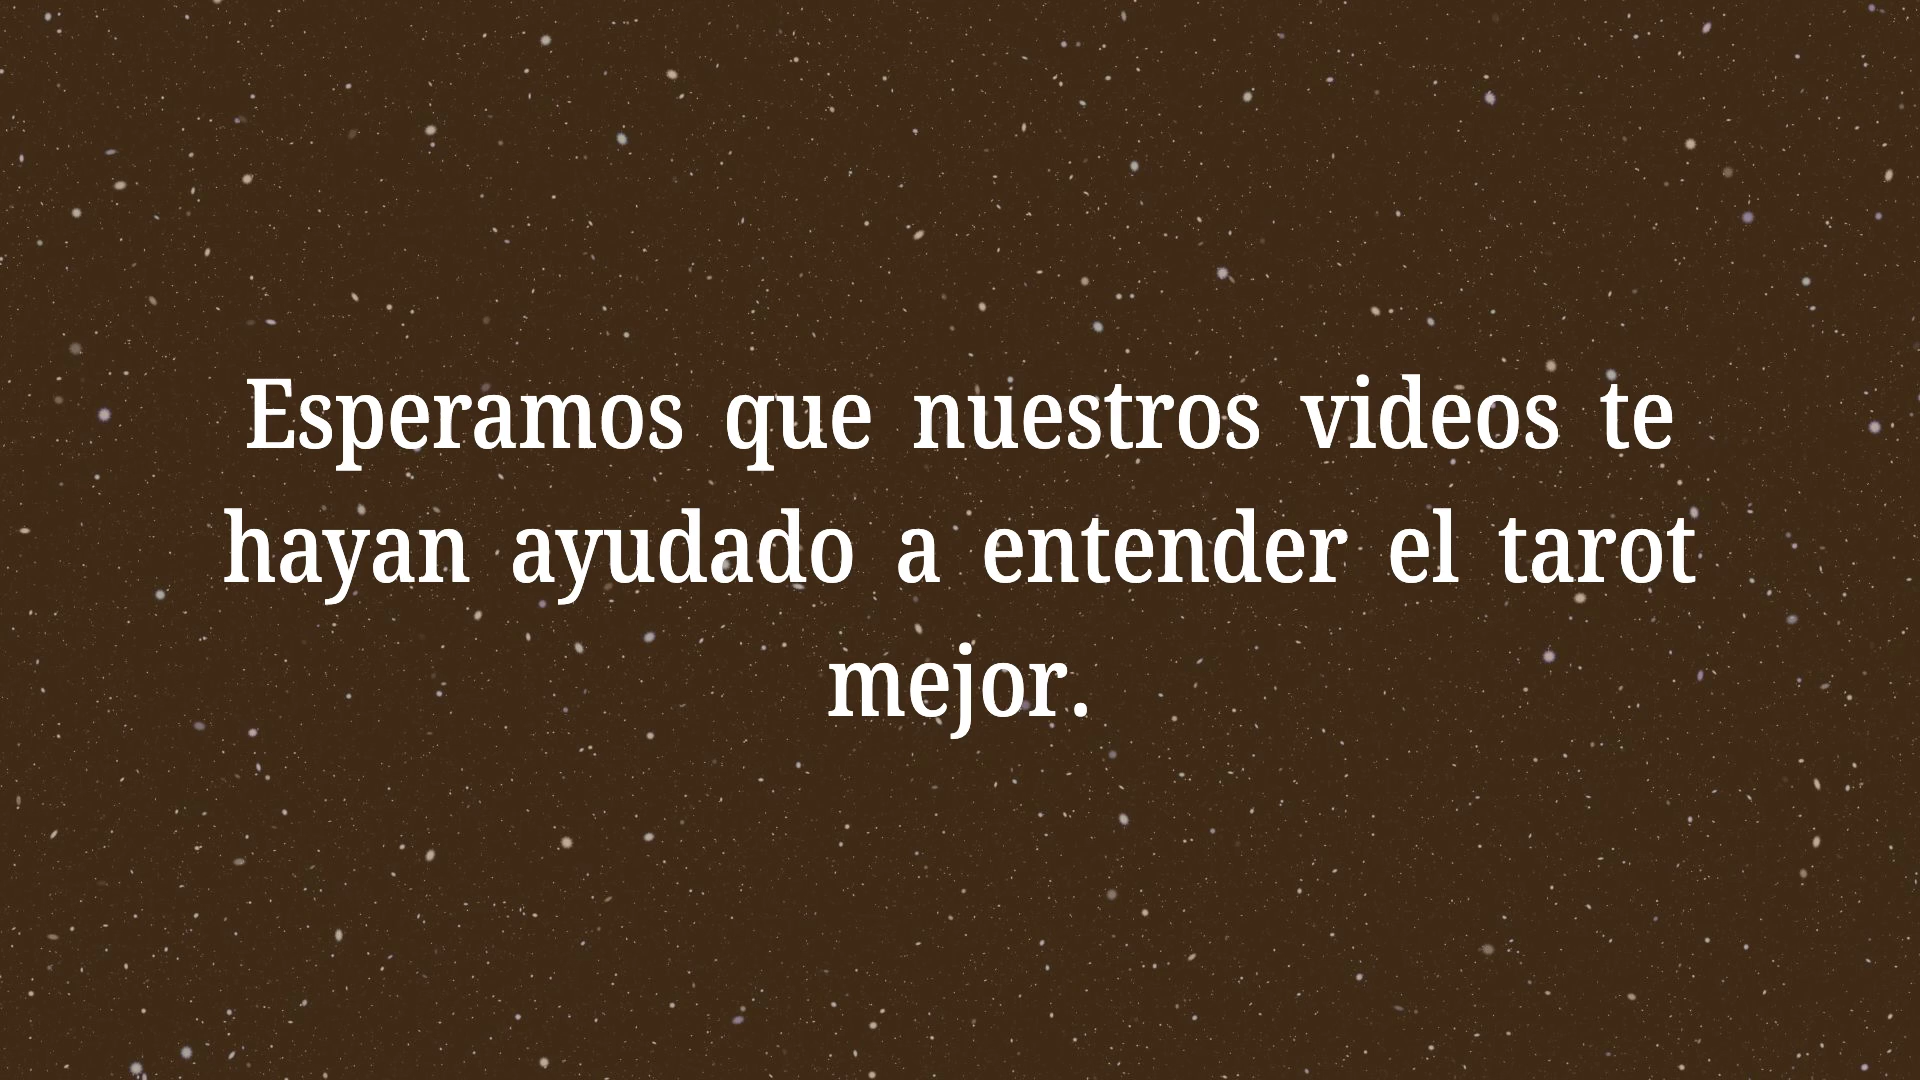 Esperamos que nuestros videos te
hayan ayudado a entender el tarot
mejor.